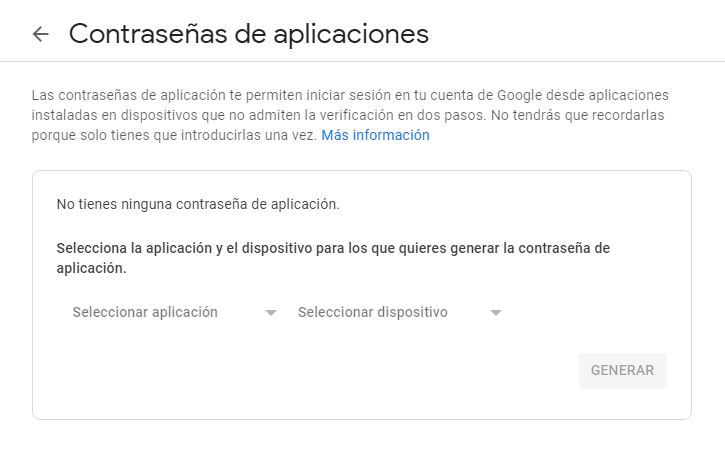 Contraseñas de aplicaciones
Las contraseñas de aplicación te permiten iniciar sesión en tu cuenta de Google desde aplicaciones
instaladas en dispositivos que no admiten la verificación en dos pasos. No tendrás que recordarlas
porque solo tienes que introducirlas una vez. Más información
No tienes ninguna contraseña de aplicación.
Selecciona la aplicación y el dispositivo para los que quieres generar la contraseña de
aplicación.
Seleccionar aplicación Seleccionar dispositivo
GENERAR